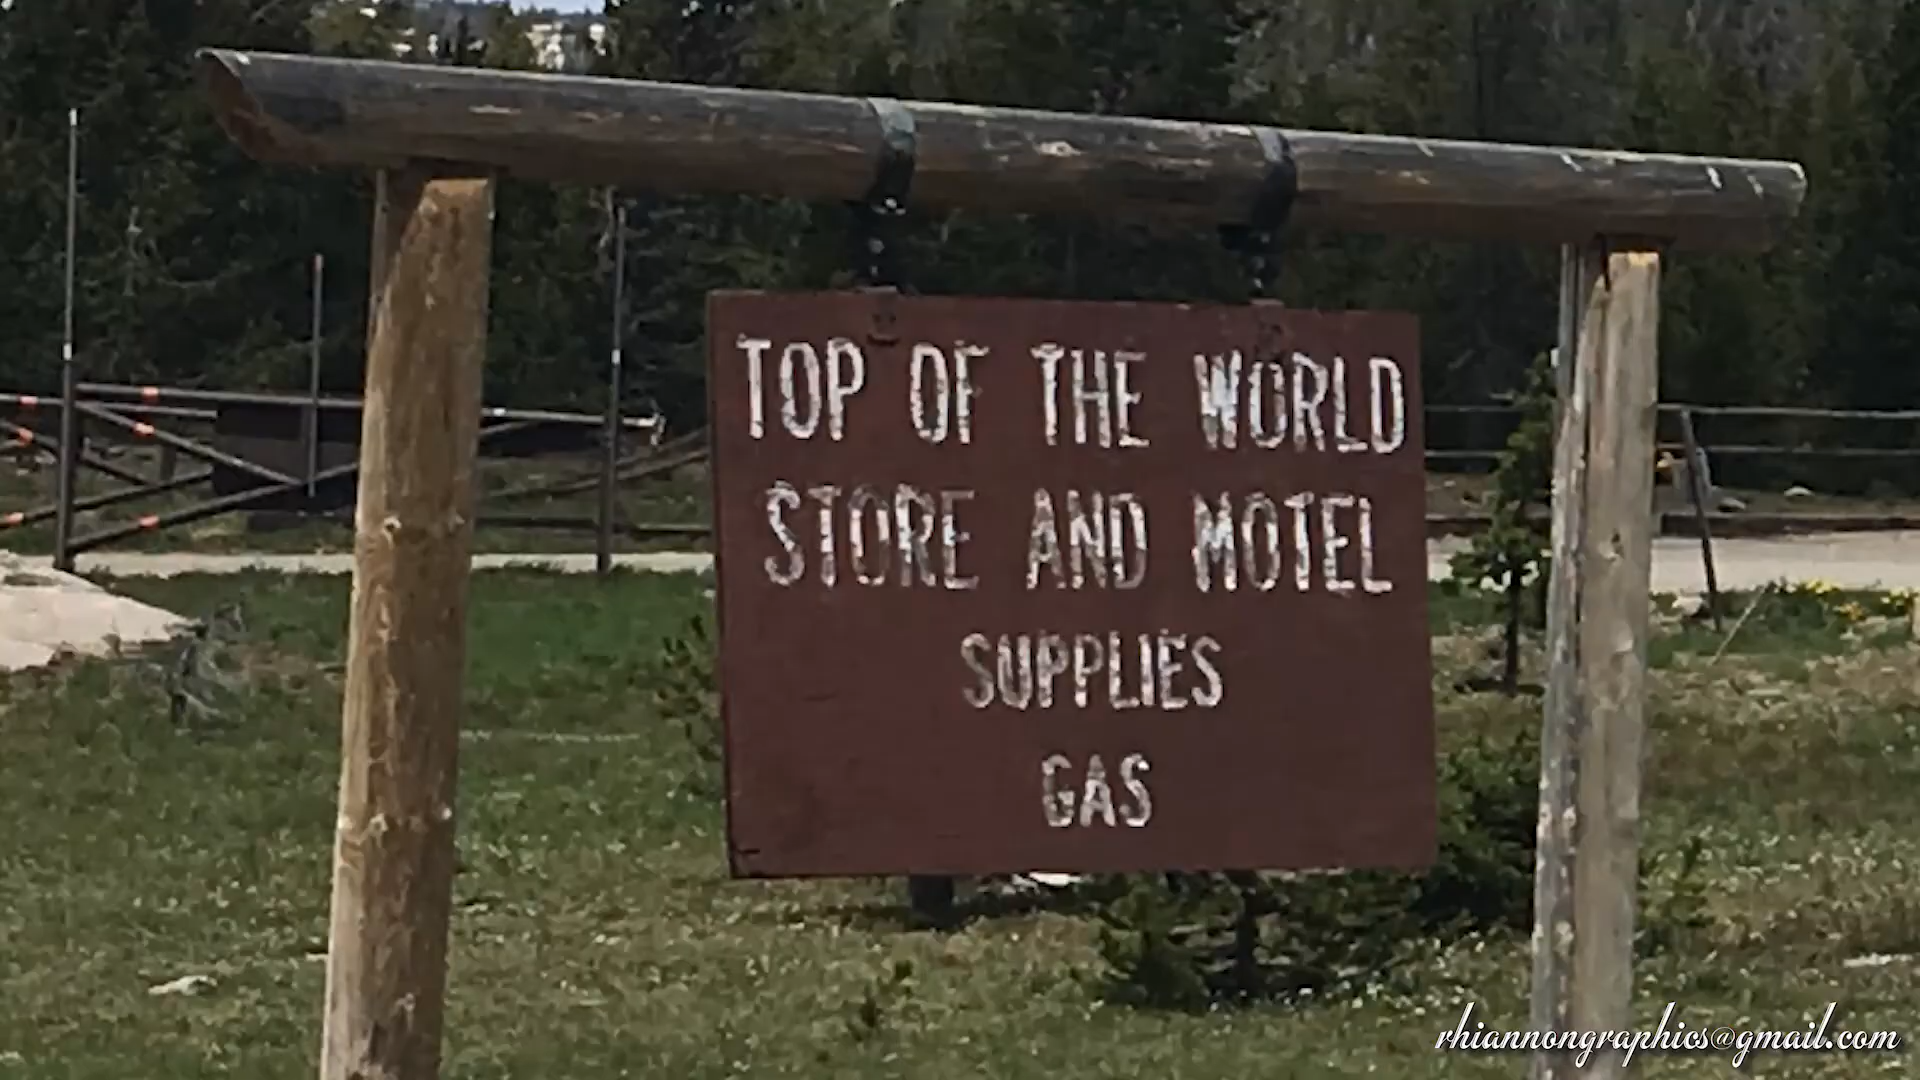 TOP OF THE WORLD
STORE AND MOTEL
SUPPLIES
GAS
rhiannongraphics@gmail.com